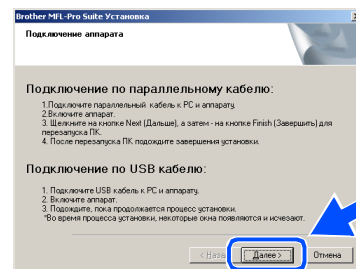 Brother MFL-Pro Suite Установка
Подключение аппарата
Подключение по параллельному кабелю:
1.Подключите параллельный кабель к PC и аппарату.
2.Включите аппарат.
3. Щелкните на кнопке Next (Дальше), а затем - на кнопке Finish (Завершить) для
перезапуска ПК.
4. После перезапуска ПК подождите завершения установки.
Подключение по USB кабелю:
1. Подключите USB кабель к PC и аппарату.
2. Включите аппарат.
3. Подождите, пока продолжается процесс установки.
*Во время процесса установки, некоторые окна появляются и исчезают.
< Наза
Далее >
Отмена